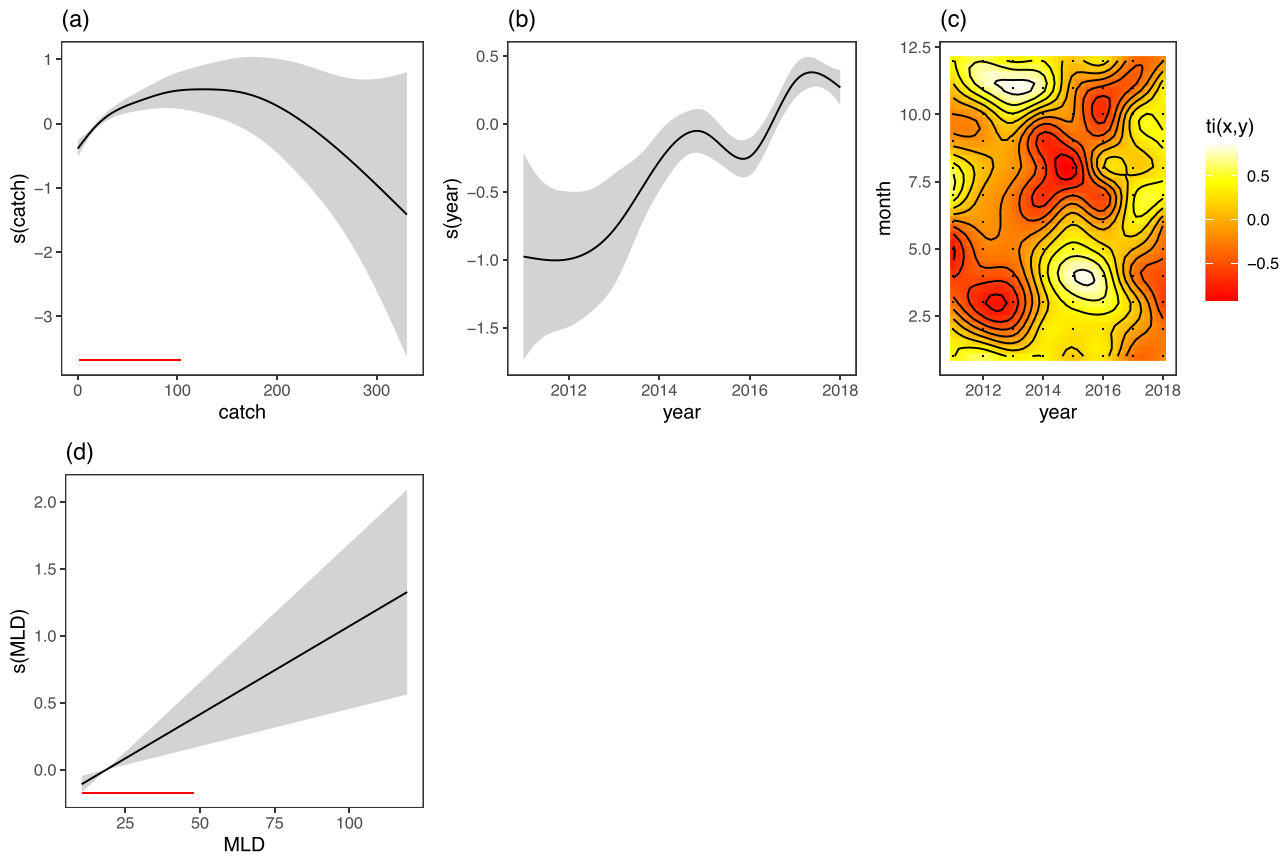 (a)
1
0
−1
−2
−3
s(catch)
0 100 200 300
catch
(b)
0.5
0.0
−0.5
−1.0
−1.5
s(year)
2012 2014 2016 2018
year
(c)
12.5
10.0
7.5
5.0
2.5
month
2012 2014 2016 2018
year
ti(x,y)
0.5
0.0
−0.5
(d)
2.0
1.5
1.0
0.5
0.0
s(MLD)
25 50 75 100
MLD